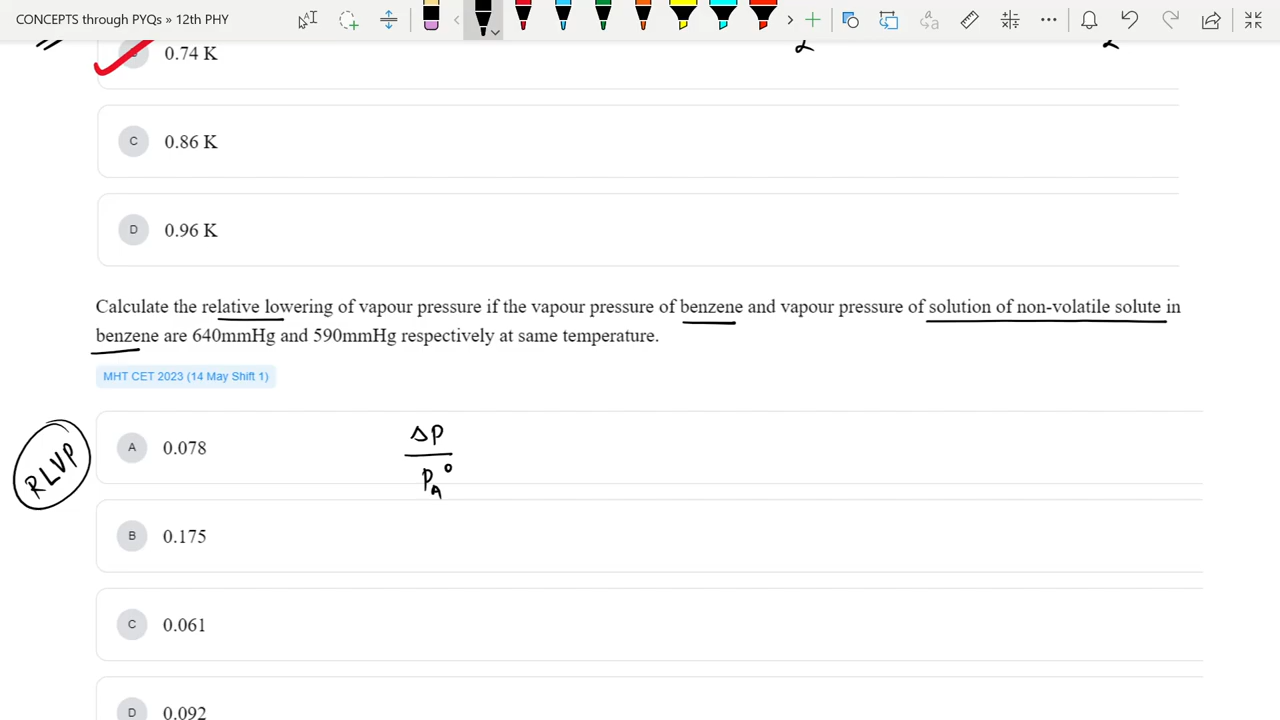 CONCEPTS through PYQs » 12th PHY
0.74 K
2
2
C 0.86 K
D 0.96 K
Calculate the relative lowering of vapour pressure if the vapour pressure of benzene and vapour pressure of solution of non-volatile solute in
benzene are 640mmHg and 590mmHg respectively at same temperature.
MHT CET 2023 (14 May Shift 1)
RLVP
A 0.078
ΔP
PA°
B 0.175
C 0.061
D 0.092